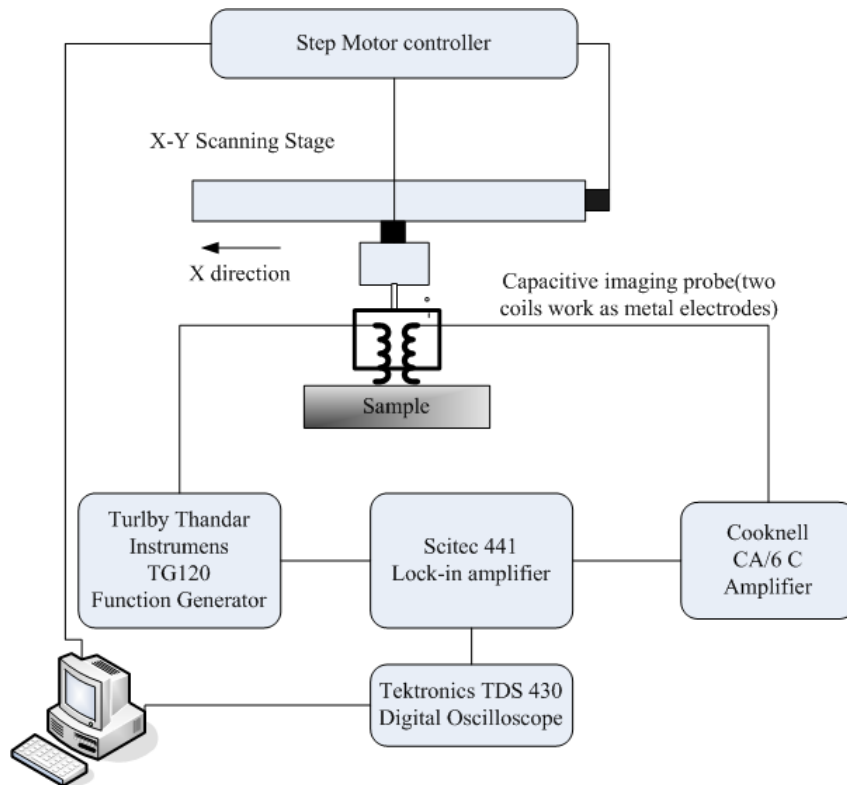 Step Motor controller
X-Y Scanning Stage
X direction
Capacitive imaging probe(two
coils work as metal electrodes)
Sample
Turlby Thandar
Instrumens
TG120
Function Generator
Scitec 441
Lock-in amplifier
Cooknell
CA/6 C
Amplifier
Tektronics TDS 430
Digital Oscilloscope